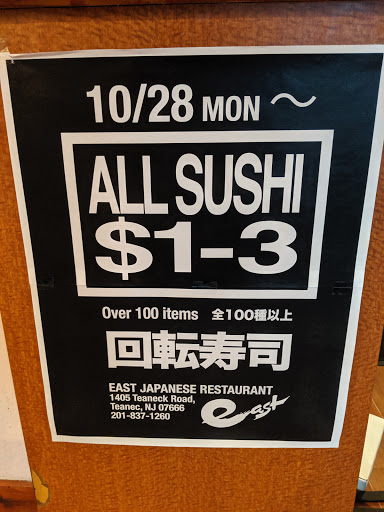 10/28 MON ～
ALL SUSHI
$1-3
Over 100 items 全100種以上
回転寿司
EAST JAPANESE RESTAURANT
1405 Teaneck Road,
Teanec, NJ 07666
201-837-1260
east